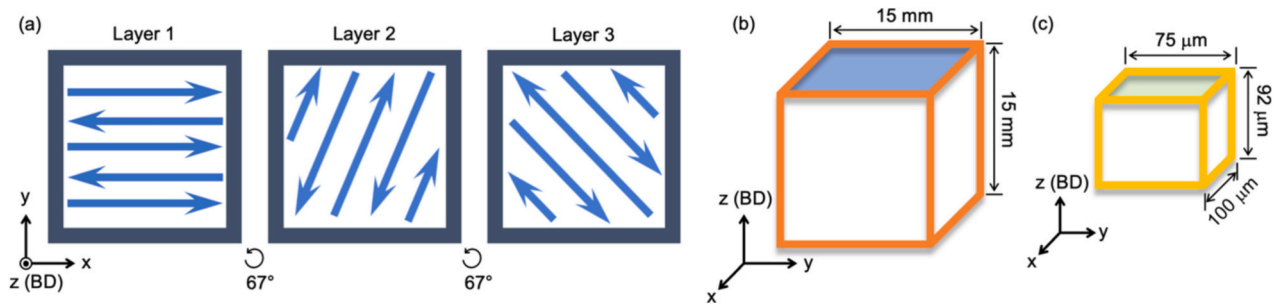 (a)
Layer 1
Layer 2
Layer 3
y
x
z (BD)
67°
67°
(b)
15 mm
15 mm
z (BD)
y
x
(c)
75 μm
92 μm
100 μm
z (BD)
y
x